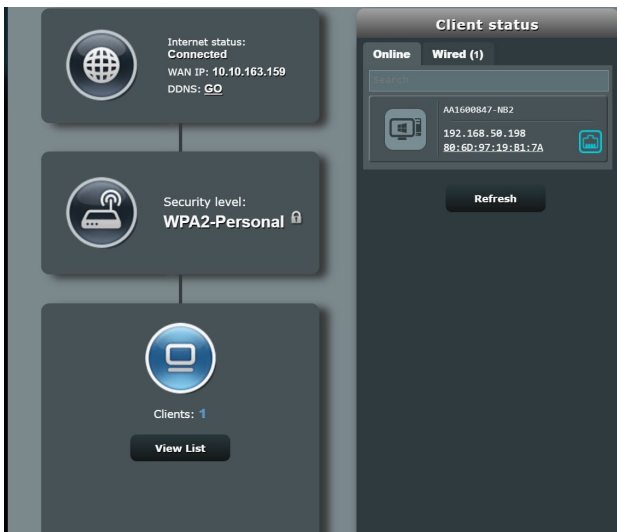 Internet status:
Connected
WAN IP: 10.10.163.159
DDNS: GO
Security level:
WPA2-Personal
Clients: 1
View List
Client status
Online Wired (1)
Search
AA1600847-NB2
192.168.50.198
80:6D:97:19:B1:7A
Refresh